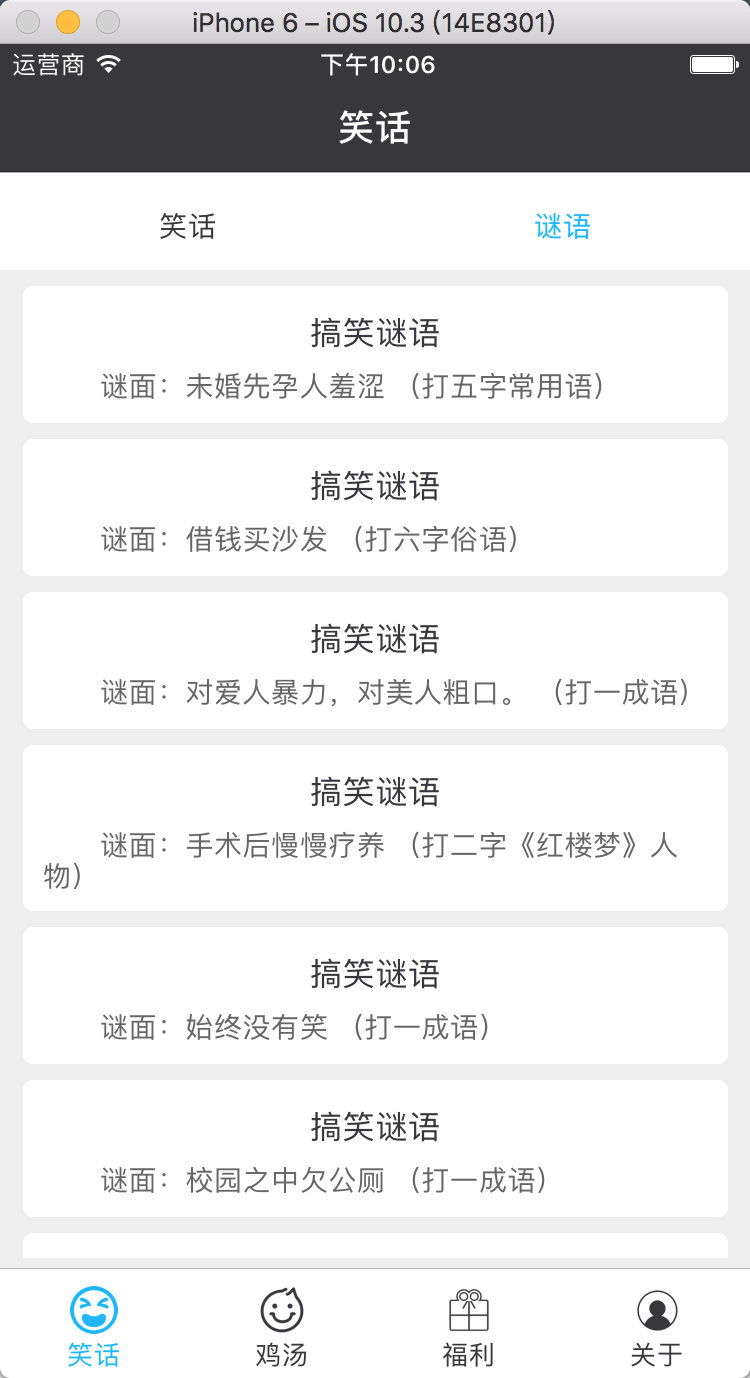 iPhone 6 – iOS 10.3 (14E8301)
运营商 下午10:06
笑话
笑话 谜语
搞笑谜语
谜面：未婚先孕人羞涩 （打五字常用语）
搞笑谜语
谜面：借钱买沙发 （打六字俗语）
搞笑谜语
谜面：对爱人暴力，对美人粗口。 （打一成语）
搞笑谜语
谜面：手术后慢慢疗养 （打二字《红楼梦》人
物）
搞笑谜语
谜面：始终没有笑 （打一成语）
搞笑谜语
谜面：校园之中欠公厕 （打一成语）
笑话 鸡汤 福利 关于